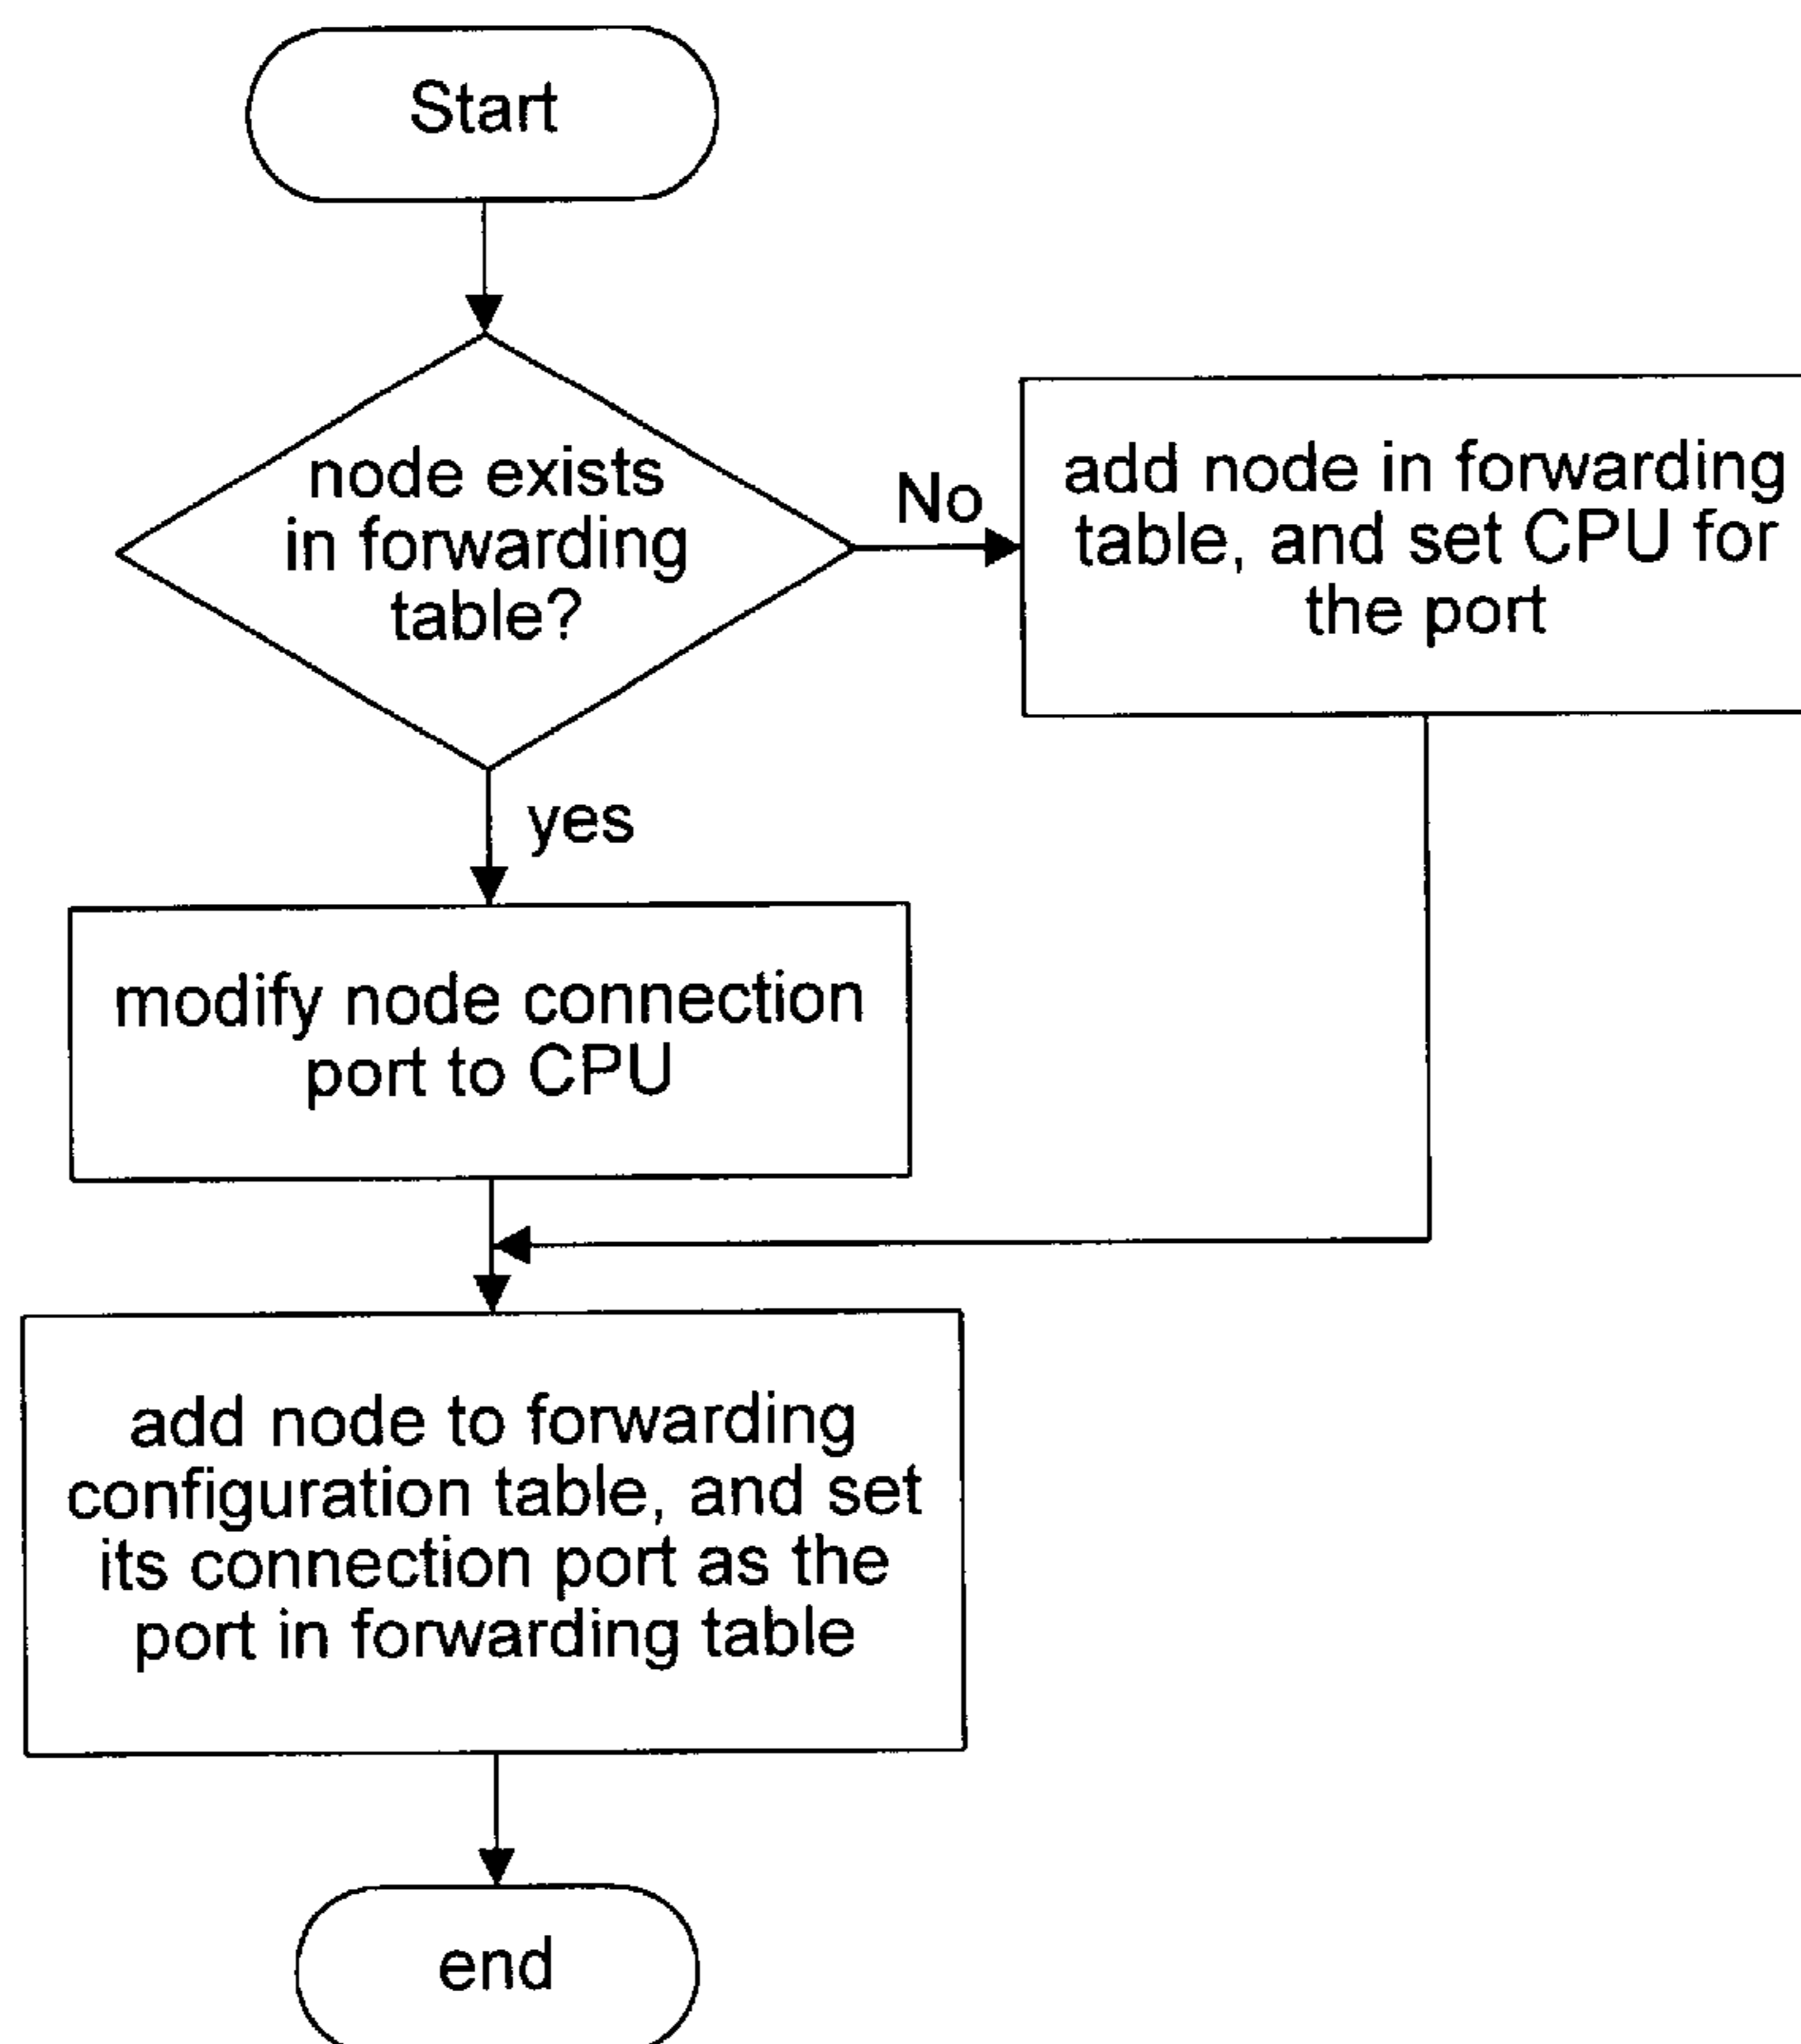 Start
node exists
in forwarding
table?
No
add node in forwarding
table, and set CPU for
the port
yes
modify node connection
port to CPU
add node to forwarding
configuration table, and set
its connection port as the
port in forwarding table
end